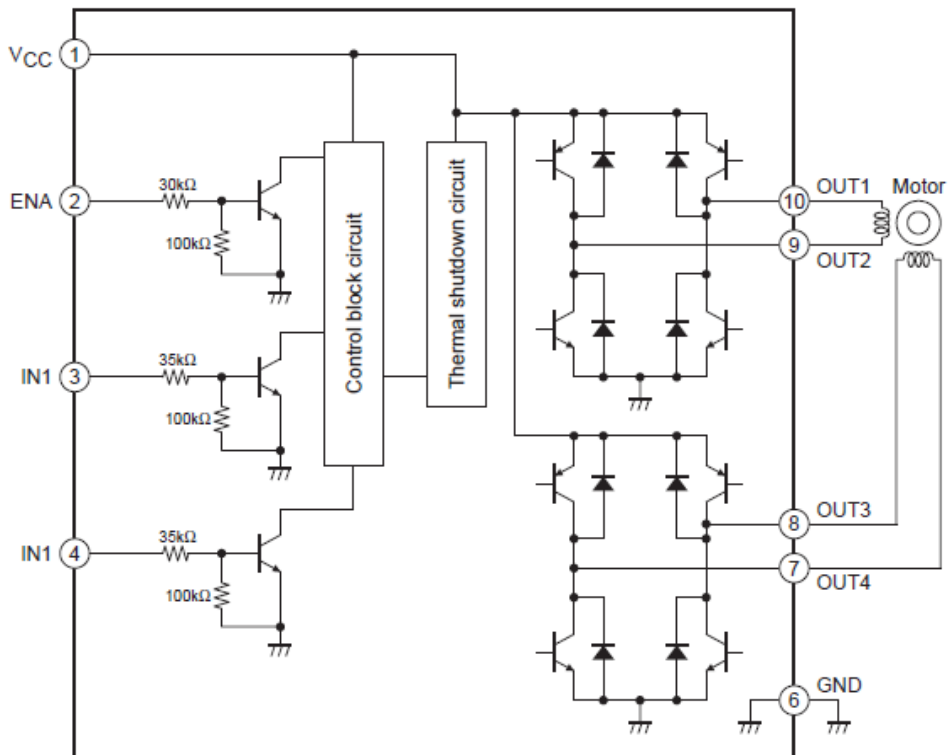 VCC 1
ENA 2
30kΩ
100kΩ
IN1 3
35kΩ
100kΩ
IN1 4
35kΩ
100kΩ
Control block circuit
Thermal shutdown circuit
10 OUT1
Motor
9 OUT2
8 OUT3
7 OUT4
6 GND